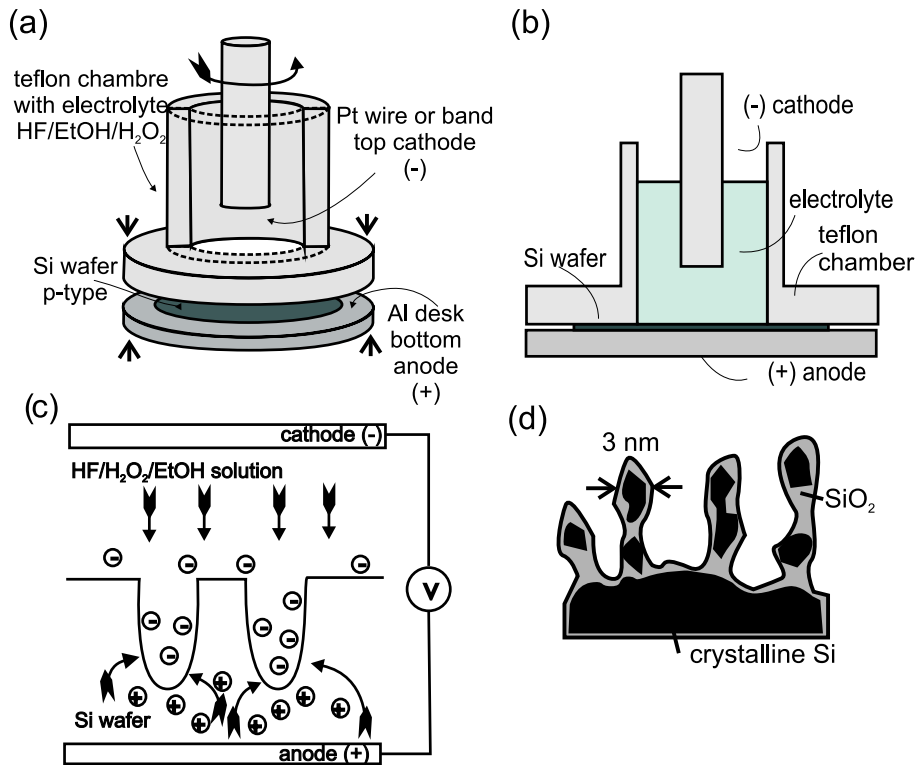 (a)
teflon chambre
with electrolyte
HF/EtOH/H₂O₂
Pt wire or band
top cathode
(-)
Si wafer
p-type
Al desk
bottom
anode
(+)
(b)
(-) cathode
electrolyte
teflon
chamber
Si wafer
(+) anode
(c)
cathode (-)
HF/H₂O₂/EtOH solution
V
Si wafer
anode (+)
(d)
3 nm
SiO₂
crystalline Si